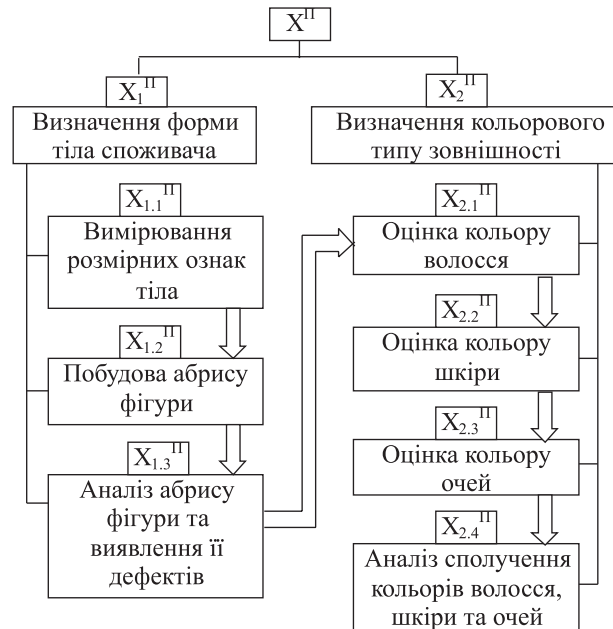 X^П
X₁^П
Визначення форми
тіла споживача
X₁.₁^П
Вимірювання
розмірних ознак
тіла
X₁.₂^П
Побудова абрису
фігури
X₁.₃^П
Аналіз абрису
фігури та
виявлення її
дефектів
X₂^П
Визначення кольорового
типу зовнішності
X₂.₁^П
Оцінка кольору
волосся
X₂.₂^П
Оцінка кольору
шкіри
X₂.₃^П
Оцінка кольору
очей
X₂.₄^П
Аналіз сполучення
кольорів волосся,
шкіри та очей